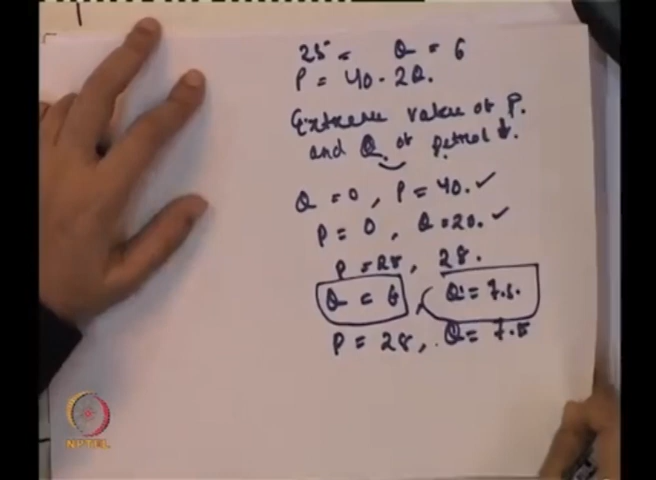 25 = Q = 6
P = 40 - 2Q.
Extreme value of P.
and Q. of petrol ↓.
Q = 0, P = 40. ✓
P = 0, Q = 20. ✓
P = 28, 28.
Q = 6, Q' = 7.5.
P = 28, Q = 7.5
NPTEL